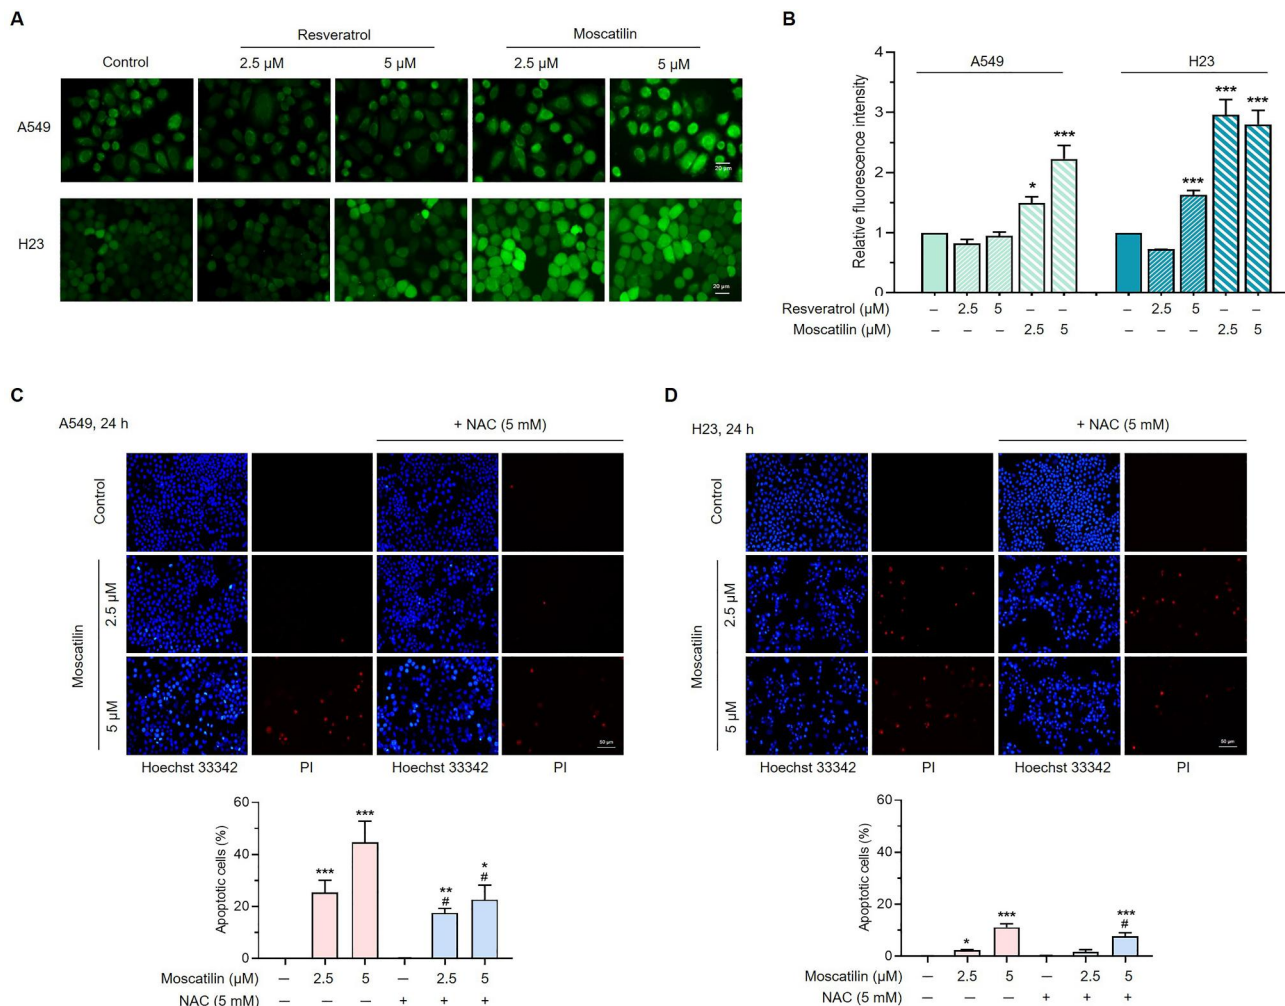 A
Resveratrol
Moscatilin
Control
2.5 µM
5 µM
2.5 µM
5 µM
A549
20 µm
H23
20 µm
B
Relative fluorescence intensity
4
3
2
1
0
A549
H23
*
***
***
***
***
Resveratrol (µM) – 2.5 5 – – – 2.5 5 – –
Moscatilin (µM) – – – 2.5 5 – – – 2.5 5
C
A549, 24 h
+ NAC (5 mM)
Control
Moscatilin
2.5 µM
5 µM
50 µm
Hoechst 33342
PI
Hoechst 33342
PI
Apoptotic cells (%)
60
40
20
0
***
***
**
#
*
#
Moscatilin (µM) – 2.5 5 – 2.5 5
NAC (5 mM) – – – + + +
D
H23, 24 h
+ NAC (5 mM)
Control
Moscatilin
2.5 µM
5 µM
50 µm
Hoechst 33342
PI
Hoechst 33342
PI
Apoptotic cells (%)
60
40
20
0
*
***
***
#
Moscatilin (µM) – 2.5 5 – 2.5 5
NAC (5 mM) – – – + + +